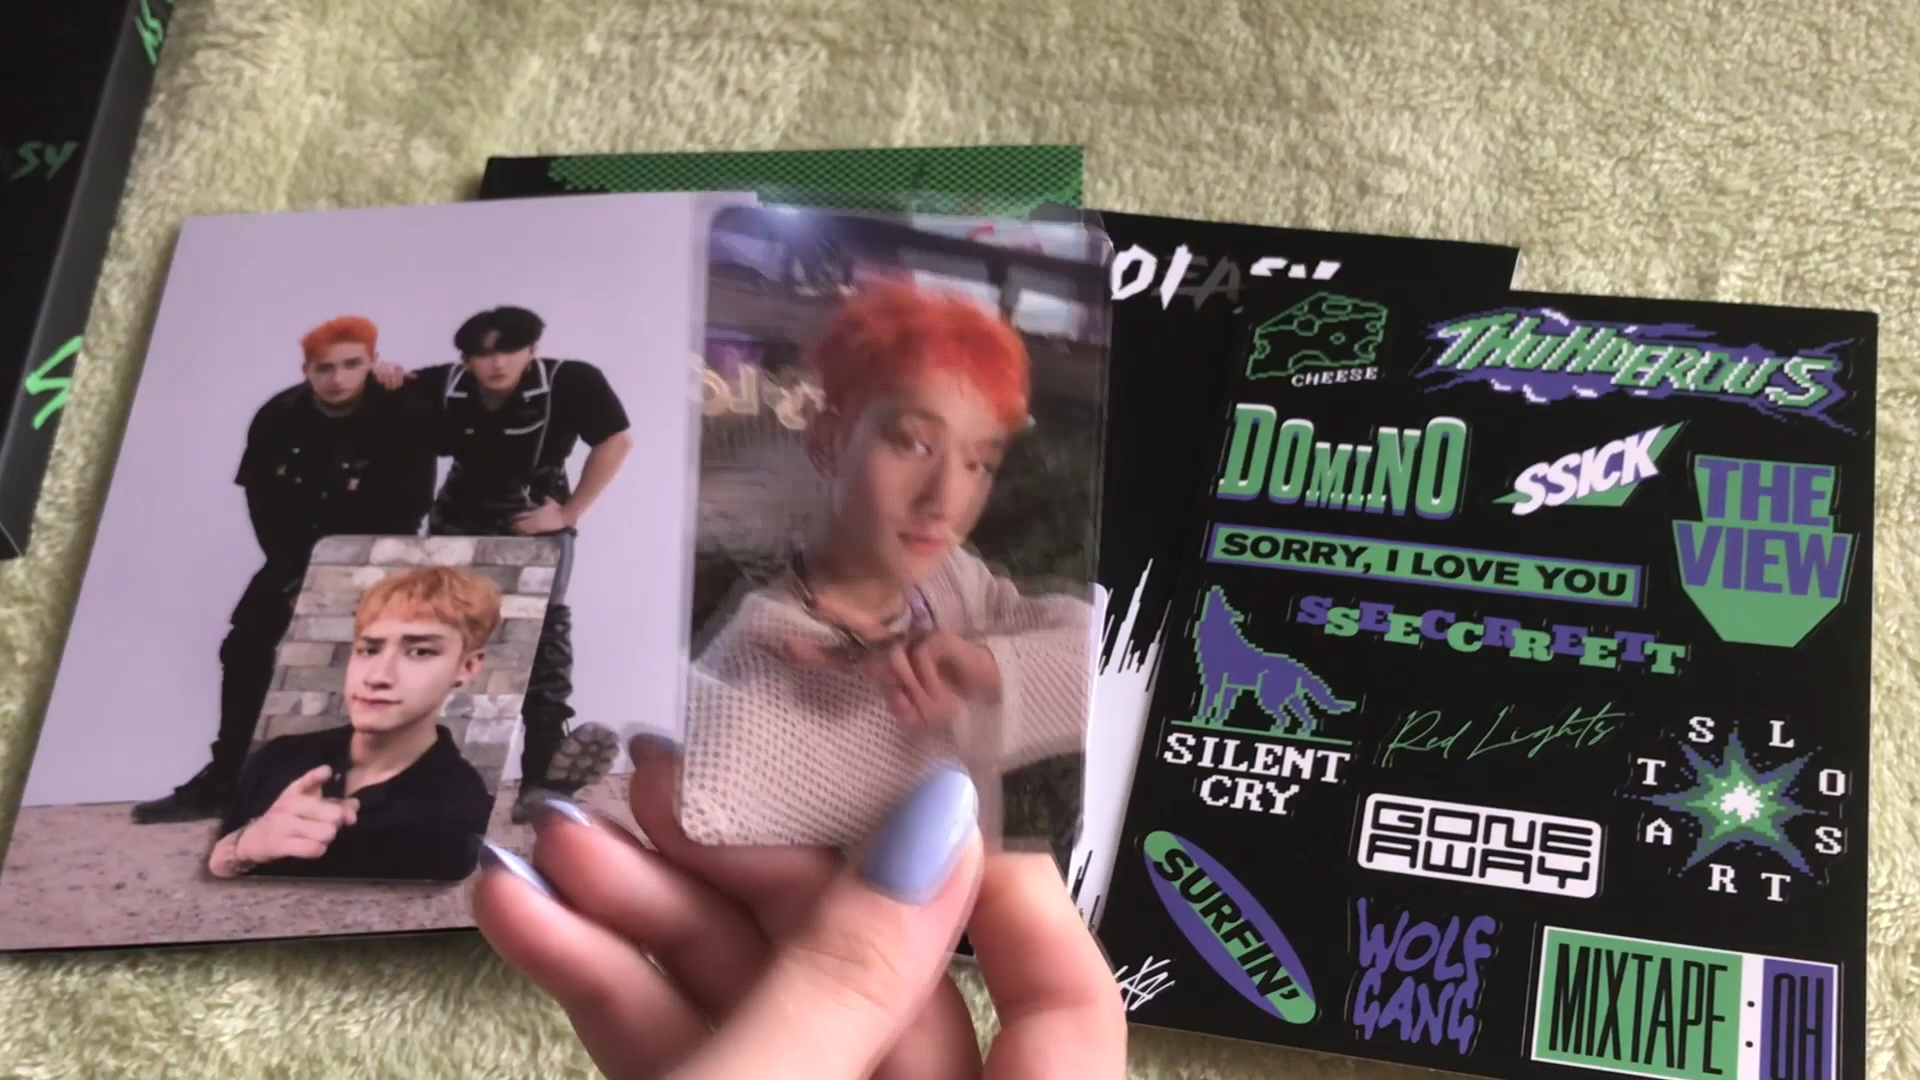 SY
CHEESE
THUNDEROUS
DOMINO
SSICK
THE
VIEW
SORRY, I LOVE YOU
SSEECCRREETT
SILENT
CRY
Red Lights
S L
T O
A S
R T
GONE
AWAY
SURFIN'
WOLF
GANG
MIXTAPE : OH